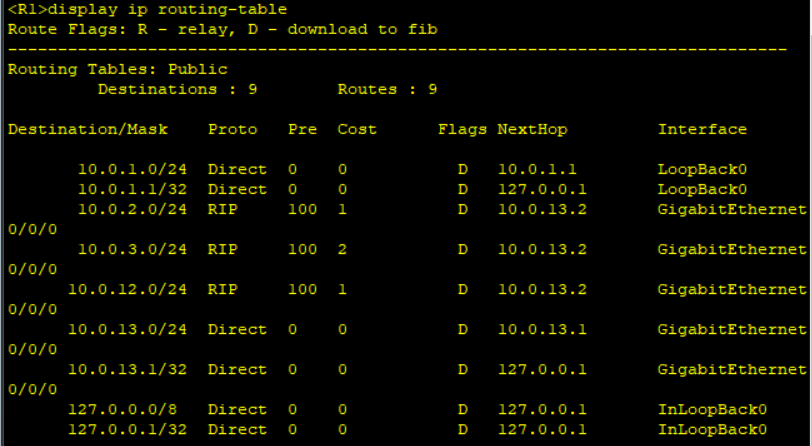 <R1>display ip routing-table
Route Flags: R - relay, D - download to fib
------------------------------------------------------------------------------
Routing Tables: Public
         Destinations : 9        Routes : 9

Destination/Mask    Proto   Pre  Cost      Flags NextHop         Interface

       10.0.1.0/24  Direct  0    0           D   10.0.1.1        LoopBack0
       10.0.1.1/32  Direct  0    0           D   127.0.0.1       LoopBack0
       10.0.2.0/24  RIP     100  1           D   10.0.13.2       GigabitEthernet
0/0/0
       10.0.3.0/24  RIP     100  2           D   10.0.13.2       GigabitEthernet
0/0/0
      10.0.12.0/24  RIP     100  1           D   10.0.13.2       GigabitEthernet
0/0/0
      10.0.13.0/24  Direct  0    0           D   10.0.13.1       GigabitEthernet
0/0/0
      10.0.13.1/32  Direct  0    0           D   127.0.0.1       GigabitEthernet
0/0/0
      127.0.0.0/8   Direct  0    0           D   127.0.0.1       InLoopBack0
      127.0.0.1/32  Direct  0    0           D   127.0.0.1       InLoopBack0